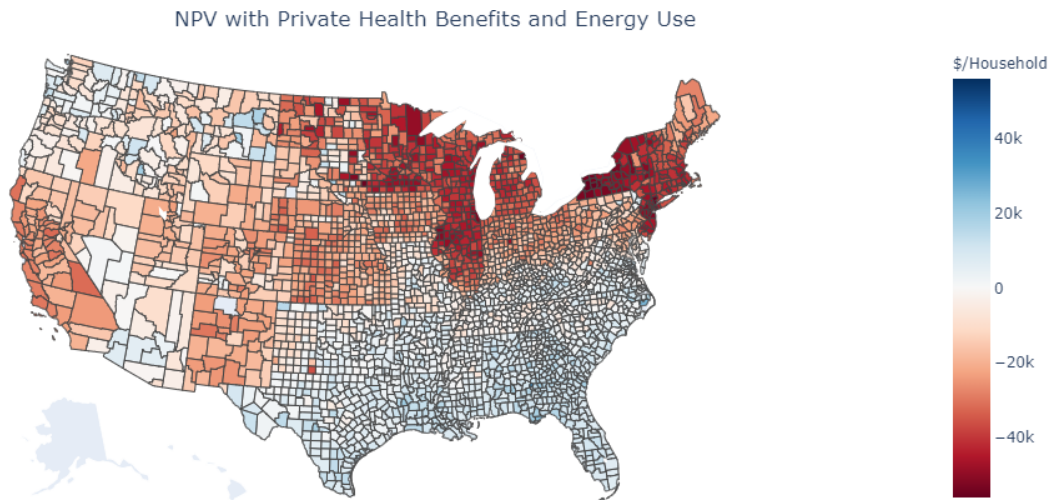 NPV with Private Health Benefits and Energy Use
$/Household
40k
20k
0
−20k
−40k